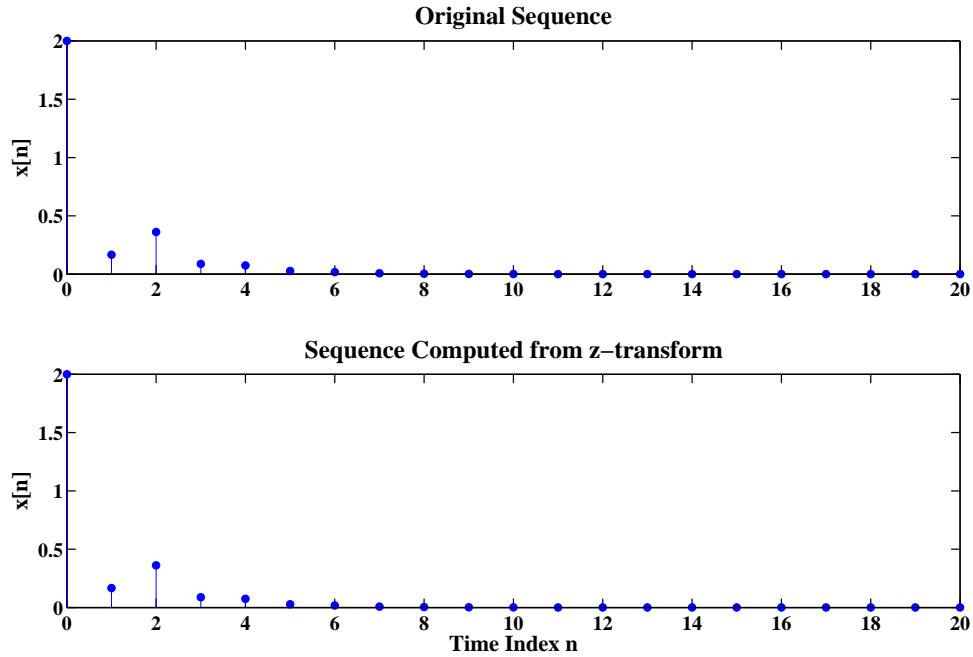 Original Sequence
2
1.5
1
0.5
0
x[n]
0 2 4 6 8 10 12 14 16 18 20
Sequence Computed from z−transform
2
1.5
1
0.5
0
x[n]
0 2 4 6 8 10 12 14 16 18 20
Time Index n